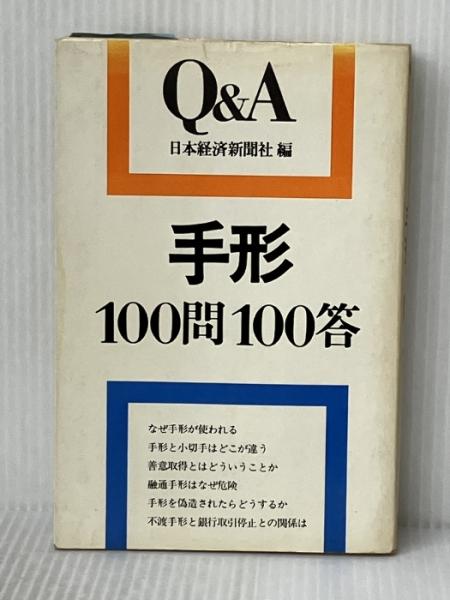 Q&A
日本経済新聞社 編
手形
100問100答
なぜ手形が使われる
手形と小切手はどこが違う
善意取得とはどういうことか
融通手形はなぜ危険
手形を偽造されたらどうするか
不渡手形と銀行取引停止との関係は